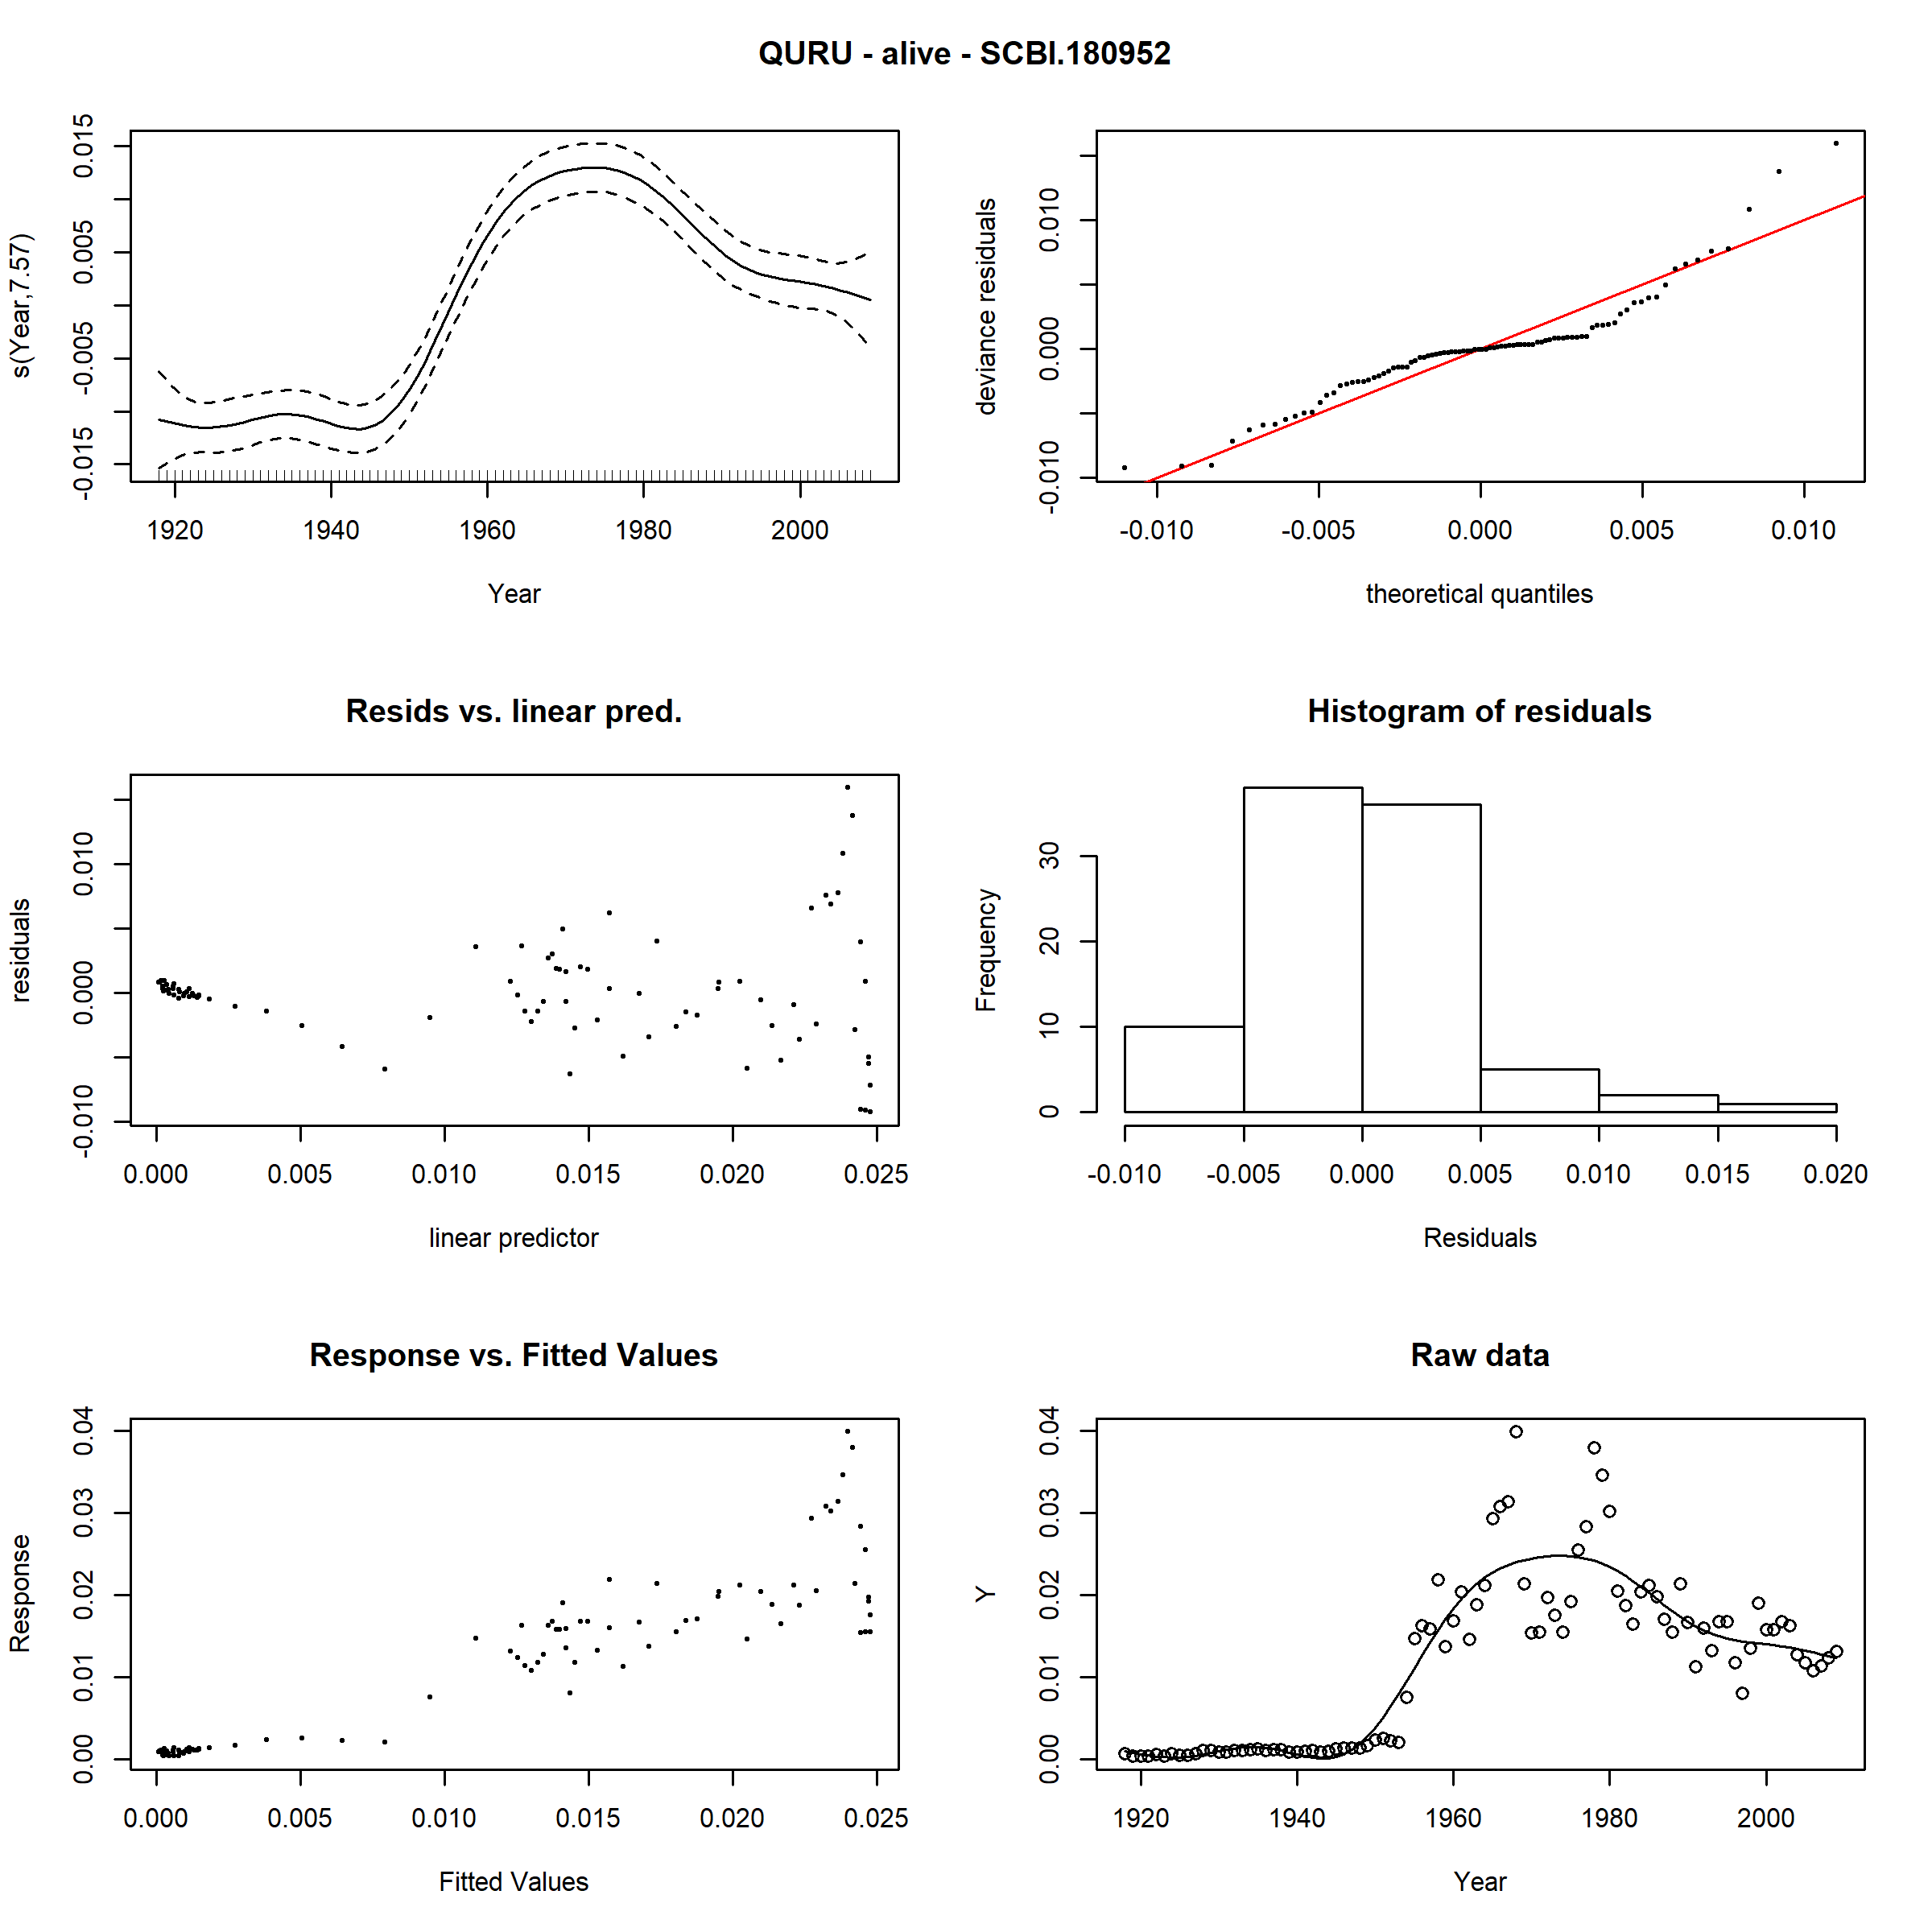 QURU - alive - SCBI.180952
s(Year,7.57)
-0.015 -0.005 0.005 0.015
1920 1940 1960 1980 2000
Year
deviance residuals
-0.010 0.000 0.010
-0.010 -0.005 0.000 0.005 0.010
theoretical quantiles
Resids vs. linear pred.
residuals
-0.010 0.000 0.010
0.000 0.005 0.010 0.015 0.020 0.025
linear predictor
Histogram of residuals
Frequency
0 10 20 30
-0.010 -0.005 0.000 0.005 0.010 0.015 0.020
Residuals
Response vs. Fitted Values
Response
0.00 0.01 0.02 0.03 0.04
0.000 0.005 0.010 0.015 0.020 0.025
Fitted Values
Raw data
Y
0.00 0.01 0.02 0.03 0.04
1920 1940 1960 1980 2000
Year